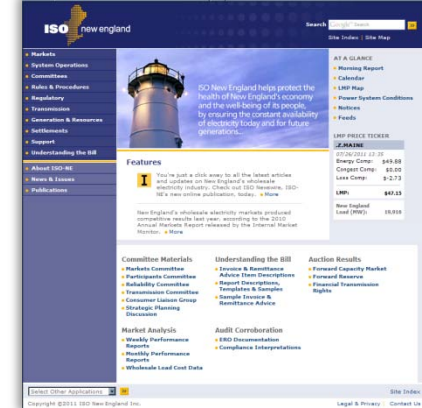 ISO new england
Search Google™ Search
Site Index | Site Map
Markets
System Operations
Committees
Rules & Procedures
Regulatory
Transmission
Generation & Resources
Settlements
Support
Understanding the Bill
About ISO-NE
News & Issues
Publications
ISO New England helps protect the
health of New England's economy
and the well-being of its people,
by ensuring the constant availability
of electricity today and for future
generations.
AT A GLANCE
Morning Report
Calendar
LMP Map
Power System Conditions
Notices
Feeds
LMP PRICE TICKER
.Z.MAINE
07/26/2011 13:35
Energy Comp: $49.88
Congest Comp: $0.00
Loss Comp: $-2.73
LMP: $47.15
New England
Load (MW):
Features
You're just a click away to all the latest articles
and updates on New England's wholesale
electricity industry. Check out ISO Newswire, ISO-
NE's new online publication, today. More
New England's wholesale electricity markets produced
competitive results last year, according to the 2010
Annual Markets Report released by the Internal Market
Monitor. More
Committee Materials
Markets Committee
Participants Committee
Reliability Committee
Transmission Committee
Consumer Liaison Group
Strategic Planning
Discussion
Understanding the Bill
Invoice & Remittance
Advice Item Descriptions
Report Descriptions,
Templates & Samples
Sample Invoice &
Remittance Advice
Auction Results
Forward Capacity Market
Forward Reserve
Financial Transmission
Rights
Market Analysis
Weekly Performance
Reports
Monthly Performance
Reports
Wholesale Load Cost Data
Audit Corroboration
ERO Documentation
Compliance Interpretations
Select Other Applications
Site Index
Copyright ©2011 ISO New England Inc.
Legal & Privacy | Contact Us